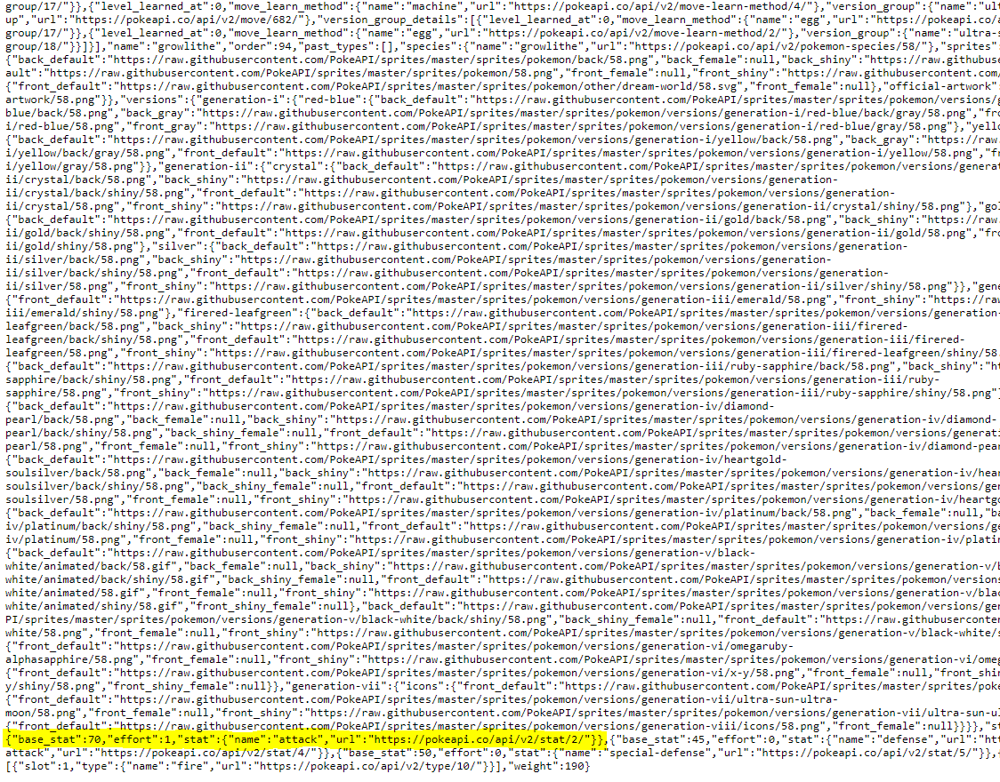 group/17/"}},{"level_learned_at":0,"move_learn_method":{"name":"machine","url":"https://pokeapi.co/api/v2/move-learn-method/4/"},"version_group":{"name":"ult
up","url":"https://pokeapi.co/api/v2/move/682/"},"version_group_details":[{"level_learned_at":0,"move_learn_method":{"name":"egg","url":"https://pokeapi.co/a
group/17/"}},{"level_learned_at":0,"move_learn_method":{"name":"egg","url":"https://pokeapi.co/api/v2/move-learn-method/2/"},"version_group":{"name":"ultra-s
group/18/"}}]}],"name":"growlithe","order":94,"past_types":[],"species":{"name":"growlithe","url":"https://pokeapi.co/api/v2/pokemon-species/58/"},"sprites":
{"back_default":"https://raw.githubusercontent.com/PokeAPI/sprites/master/sprites/pokemon/back/58.png","back_female":null,"back_shiny":"https://raw.githubuse
ault":"https://raw.githubusercontent.com/PokeAPI/sprites/master/sprites/pokemon/58.png","front_female":null,"front_shiny":"https://raw.githubusercontent.com/
{"front_default":"https://raw.githubusercontent.com/PokeAPI/sprites/master/sprites/pokemon/other/dream-world/58.svg","front_female":null},"official-artwork":
artwork/58.png"}},"versions":{"generation-i":{"red-blue":{"back_default":"https://raw.githubusercontent.com/PokeAPI/sprites/master/sprites/pokemon/versions/g
blue/back/58.png","back_gray":"https://raw.githubusercontent.com/PokeAPI/sprites/master/sprites/pokemon/versions/generation-i/red-blue/back/gray/58.png","fro
i/red-blue/58.png","front_gray":"https://raw.githubusercontent.com/PokeAPI/sprites/master/sprites/pokemon/versions/generation-i/red-blue/gray/58.png"},"yello
{"back_default":"https://raw.githubusercontent.com/PokeAPI/sprites/master/sprites/pokemon/versions/generation-i/yellow/back/58.png","back_gray":"https://raw.
i/yellow/back/gray/58.png","front_default":"https://raw.githubusercontent.com/PokeAPI/sprites/master/sprites/pokemon/versions/generation-i/yellow/58.png","fr
i/yellow/gray/58.png"}},"generation-ii":{"crystal":{"back_default":"https://raw.githubusercontent.com/PokeAPI/sprites/master/sprites/pokemon/versions/generat
ii/crystal/back/58.png","back_shiny":"https://raw.githubusercontent.com/PokeAPI/sprites/master/sprites/pokemon/versions/generation-
ii/crystal/back/shiny/58.png","front_default":"https://raw.githubusercontent.com/PokeAPI/sprites/master/sprites/pokemon/versions/generation-
ii/crystal/58.png","front_shiny":"https://raw.githubusercontent.com/PokeAPI/sprites/master/sprites/pokemon/versions/generation-ii/crystal/shiny/58.png"},"gol
{"back_default":"https://raw.githubusercontent.com/PokeAPI/sprites/master/sprites/pokemon/versions/generation-ii/gold/back/58.png","back_shiny":"https://raw.
ii/gold/back/shiny/58.png","front_default":"https://raw.githubusercontent.com/PokeAPI/sprites/master/sprites/pokemon/versions/generation-ii/gold/58.png","fro
ii/gold/shiny/58.png"},"silver":{"back_default":"https://raw.githubusercontent.com/PokeAPI/sprites/master/sprites/pokemon/versions/generation-
ii/silver/back/58.png","back_shiny":"https://raw.githubusercontent.com/PokeAPI/sprites/master/sprites/pokemon/versions/generation-
ii/silver/back/shiny/58.png","front_default":"https://raw.githubusercontent.com/PokeAPI/sprites/master/sprites/pokemon/versions/generation-
ii/silver/58.png","front_shiny":"https://raw.githubusercontent.com/PokeAPI/sprites/master/sprites/pokemon/versions/generation-ii/silver/shiny/58.png"}},"gene
{"front_default":"https://raw.githubusercontent.com/PokeAPI/sprites/master/sprites/pokemon/versions/generation-iii/emerald/58.png","front_shiny":"https://raw
iii/emerald/shiny/58.png"},"firered-leafgreen":{"back_default":"https://raw.githubusercontent.com/PokeAPI/sprites/master/sprites/pokemon/versions/generation-
leafgreen/back/58.png","back_shiny":"https://raw.githubusercontent.com/PokeAPI/sprites/master/sprites/pokemon/versions/generation-iii/firered-
leafgreen/back/shiny/58.png","front_default":"https://raw.githubusercontent.com/PokeAPI/sprites/master/sprites/pokemon/versions/generation-iii/firered-
leafgreen/58.png","front_shiny":"https://raw.githubusercontent.com/PokeAPI/sprites/master/sprites/pokemon/versions/generation-iii/firered-leafgreen/shiny/58.
{"back_default":"https://raw.githubusercontent.com/PokeAPI/sprites/master/sprites/pokemon/versions/generation-iii/ruby-sapphire/back/58.png","back_shiny":"ht
sapphire/back/shiny/58.png","front_default":"https://raw.githubusercontent.com/PokeAPI/sprites/master/sprites/pokemon/versions/generation-iii/ruby-
sapphire/58.png","front_shiny":"https://raw.githubusercontent.com/PokeAPI/sprites/master/sprites/pokemon/versions/generation-iii/ruby-sapphire/shiny/58.png"}
{"back_default":"https://raw.githubusercontent.com/PokeAPI/sprites/master/sprites/pokemon/versions/generation-iv/diamond-
pearl/back/58.png","back_female":null,"back_shiny":"https://raw.githubusercontent.com/PokeAPI/sprites/master/sprites/pokemon/versions/generation-iv/diamond-
pearl/back/shiny/58.png","back_shiny_female":null,"front_default":"https://raw.githubusercontent.com/PokeAPI/sprites/master/sprites/pokemon/versions/generati
pearl/58.png","front_female":null,"front_shiny":"https://raw.githubusercontent.com/PokeAPI/sprites/master/sprites/pokemon/versions/generation-iv/diamond-pear
{"back_default":"https://raw.githubusercontent.com/PokeAPI/sprites/master/sprites/pokemon/versions/generation-iv/heartgold-
soulsilver/back/58.png","back_female":null,"back_shiny":"https://raw.githubusercontent.com/PokeAPI/sprites/master/sprites/pokemon/versions/generation-iv/hear
soulsilver/back/shiny/58.png","back_shiny_female":null,"front_default":"https://raw.githubusercontent.com/PokeAPI/sprites/master/sprites/pokemon/versions/gen
soulsilver/58.png","front_female":null,"front_shiny":"https://raw.githubusercontent.com/PokeAPI/sprites/master/sprites/pokemon/versions/generation-iv/heartgo
{"back_default":"https://raw.githubusercontent.com/PokeAPI/sprites/master/sprites/pokemon/versions/generation-iv/platinum/back/58.png","back_female":null,"ba
iv/platinum/back/shiny/58.png","back_shiny_female":null,"front_default":"https://raw.githubusercontent.com/PokeAPI/sprites/master/sprites/pokemon/versions/ge
iv/platinum/58.png","front_female":null,"front_shiny":"https://raw.githubusercontent.com/PokeAPI/sprites/master/sprites/pokemon/versions/generation-iv/platin
{"back_default":"https://raw.githubusercontent.com/PokeAPI/sprites/master/sprites/pokemon/versions/generation-v/black-
white/animated/back/58.gif","back_female":null,"back_shiny":"https://raw.githubusercontent.com/PokeAPI/sprites/master/sprites/pokemon/versions/generation-v/b
white/animated/back/shiny/58.gif","back_shiny_female":null,"front_default":"https://raw.githubusercontent.com/PokeAPI/sprites/master/sprites/pokemon/versions
white/animated/58.gif","front_female":null,"front_shiny":"https://raw.githubusercontent.com/PokeAPI/sprites/master/sprites/pokemon/versions/generation-v/blac
white/animated/shiny/58.gif","front_shiny_female":null},"back_default":"https://raw.githubusercontent.com/PokeAPI/sprites/master/sprites/pokemon/versions/gen
PI/sprites/master/sprites/pokemon/versions/generation-v/black-white/back/shiny/58.png","back_shiny_female":null,"front_default":"https://raw.githubuserconten
white/58.png","front_female":null,"front_shiny":"https://raw.githubusercontent.com/PokeAPI/sprites/master/sprites/pokemon/versions/generation-v/black-white/s
{"front_default":"https://raw.githubusercontent.com/PokeAPI/sprites/master/sprites/pokemon/versions/generation-vi/omegaruby-
alphasapphire/58.png","front_female":null,"front_shiny":"https://raw.githubusercontent.com/PokeAPI/sprites/master/sprites/pokemon/versions/generation-vi/omeg
{"front_default":"https://raw.githubusercontent.com/PokeAPI/sprites/master/sprites/pokemon/versions/generation-vi/x-y/58.png","front_female":null,"front_shin
y/shiny/58.png","front_shiny_female":null}},"generation-vii":{"icons":{"front_default":"https://raw.githubusercontent.com/PokeAPI/sprites/master/sprites/poke
{"front_default":"https://raw.githubusercontent.com/PokeAPI/sprites/master/sprites/pokemon/versions/generation-vii/ultra-sun-ultra-
moon/58.png","front_female":null,"front_shiny":"https://raw.githubusercontent.com/PokeAPI/sprites/master/sprites/pokemon/versions/generation-vii/ultra-sun-ul
{"front_default":"https://raw.githubusercontent.com/PokeAPI/sprites/master/sprites/pokemon/versions/generation-viii/icons/58.png","front_female":null}}}},"st
{"base_stat":70,"effort":1,"stat":{"name":"attack","url":"https://pokeapi.co/api/v2/stat/2/"}},{"base_stat":45,"effort":0,"stat":{"name":"defense","url":"htt
attack","url":"https://pokeapi.co/api/v2/stat/4/"}},{"base_stat":50,"effort":0,"stat":{"name":"special-defense","url":"https://pokeapi.co/api/v2/stat/5/"}},{
[{"slot":1,"type":{"name":"fire","url":"https://pokeapi.co/api/v2/type/10/"}}],"weight":190}